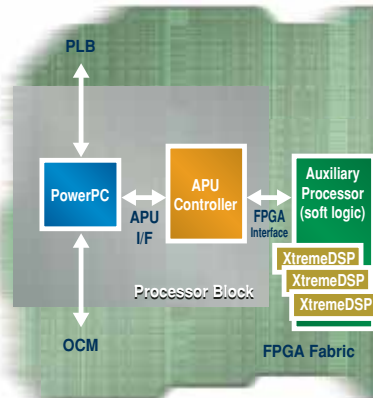 PLB
PowerPC
APU
I/F
APU
Controller
FPGA
Interface
Auxiliary
Processor
(soft logic)
XtremeDSP
XtremeDSP
XtremeDSP
Processor Block
OCM
FPGA Fabric